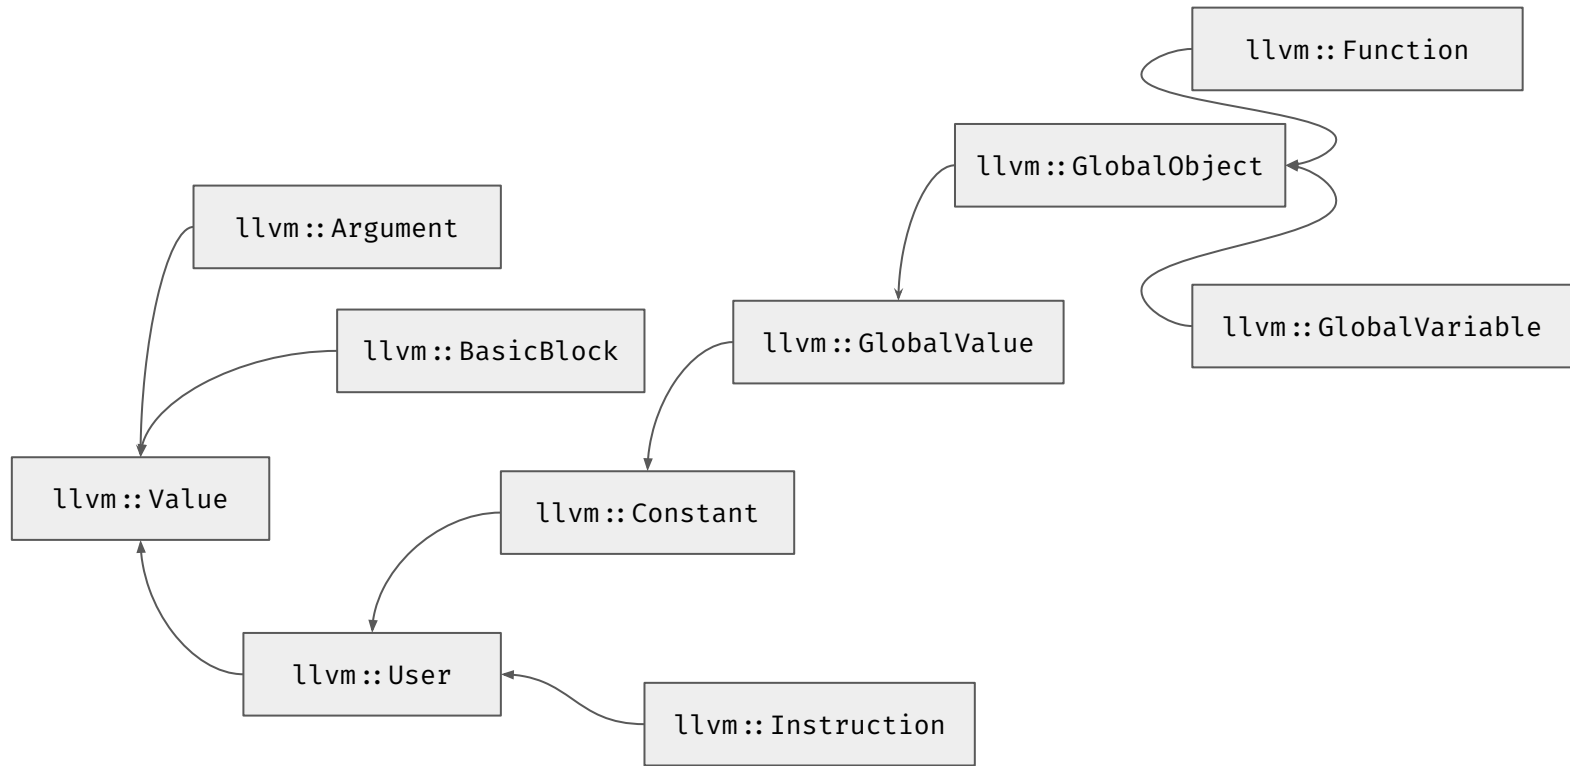 llvm::Function
llvm::GlobalObject
llvm::Argument
llvm::GlobalVariable
llvm::GlobalValue
llvm::BasicBlock
llvm::Value
llvm::Constant
llvm::User
llvm::Instruction